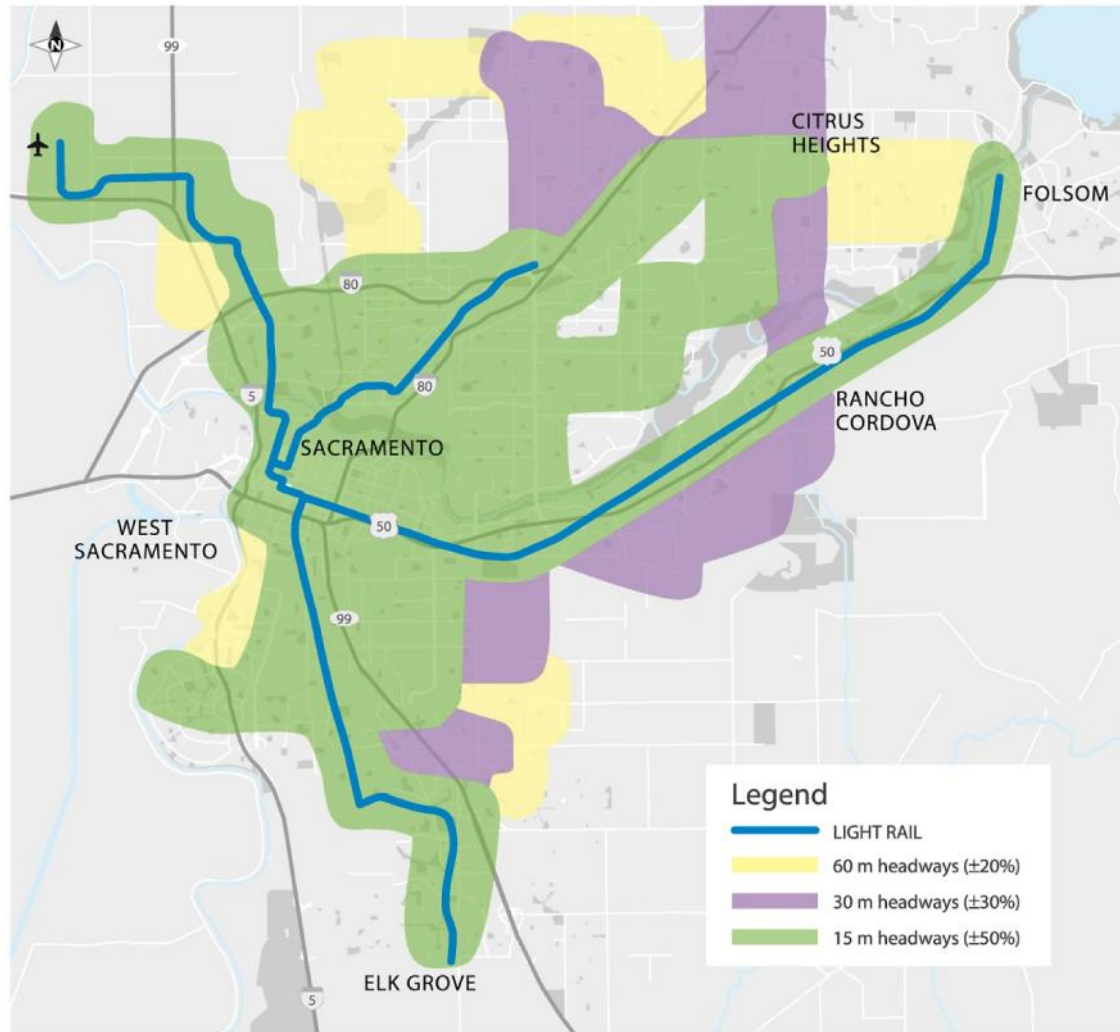 N
99
CITRUS
HEIGHTS
FOLSOM
80
50
5
80
RANCHO
CORDOVA
SACRAMENTO
WEST
SACRAMENTO
50
99
Legend
LIGHT RAIL
60 m headways (±20%)
30 m headways (±30%)
15 m headways (±50%)
ELK GROVE
5